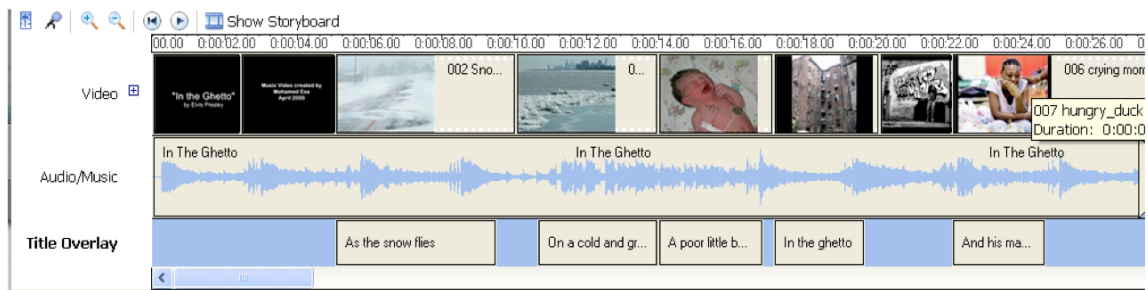 Show Storyboard
00.00 0:00:02.00 0:00:04.00 0:00:06.00 0:00:08.00 0:00:10.00 0:00:12.00 0:00:14.00 0:00:16.00 0:00:18.00 0:00:20.00 0:00:22.00 0:00:24.00 0:00:26.00 0
Video
"In the Ghetto"
by Elvis Presley
Music Video created by
Mohamed Esa
April 2009
002 Sno...
0...
006 crying mom
007 hungry_duck
Duration: 0:00:0
Audio/Music
In The Ghetto In The Ghetto In The Ghetto
Title Overlay
As the snow flies
On a cold and gr...
A poor little b...
In the ghetto
And his ma...